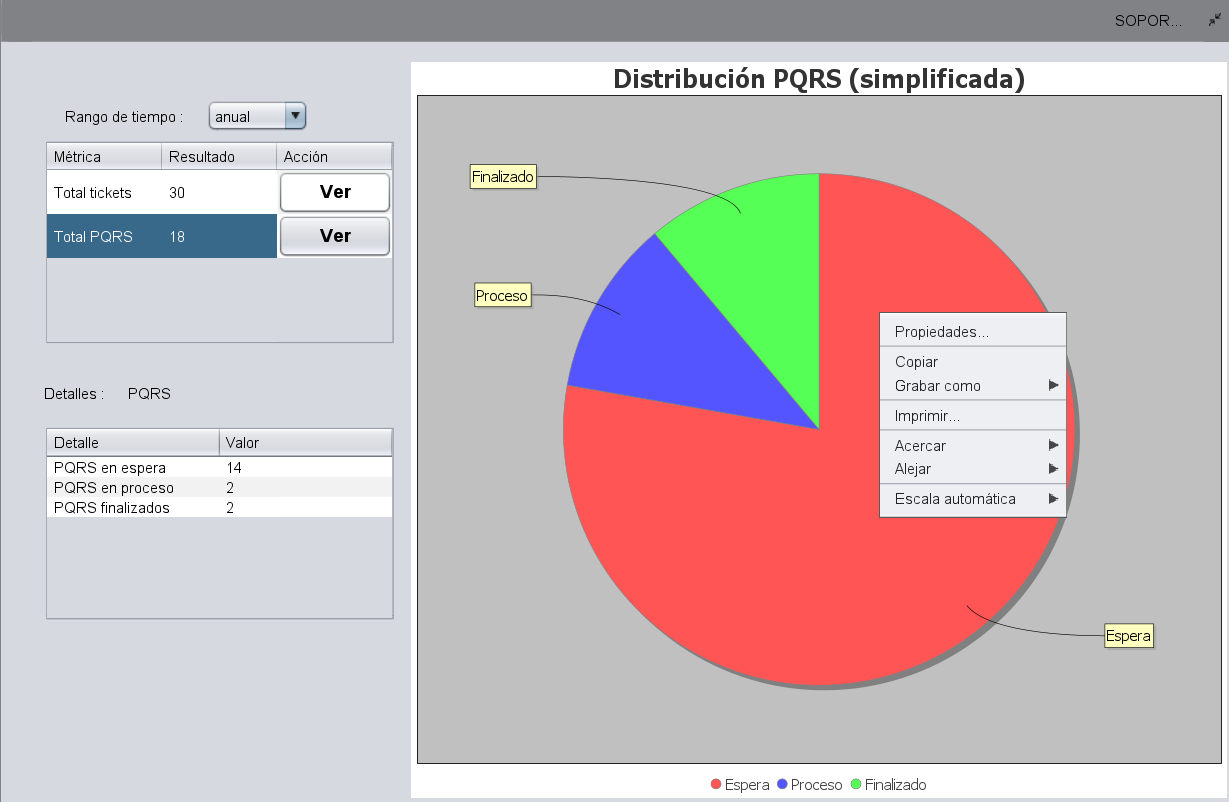 SOPOR...
Rango de tiempo : anual
Métrica Resultado Acción
Total tickets 30 Ver
Total PQRS 18 Ver
Detalles : PQRS
Detalle Valor
PQRS en espera 14
PQRS en proceso 2
PQRS finalizados 2
Distribución PQRS (simplificada)
Finalizado
Proceso
Propiedades...
Copiar
Grabar como
Imprimir...
Acercar
Alejar
Escala automática
Espera
Espera Proceso Finalizado